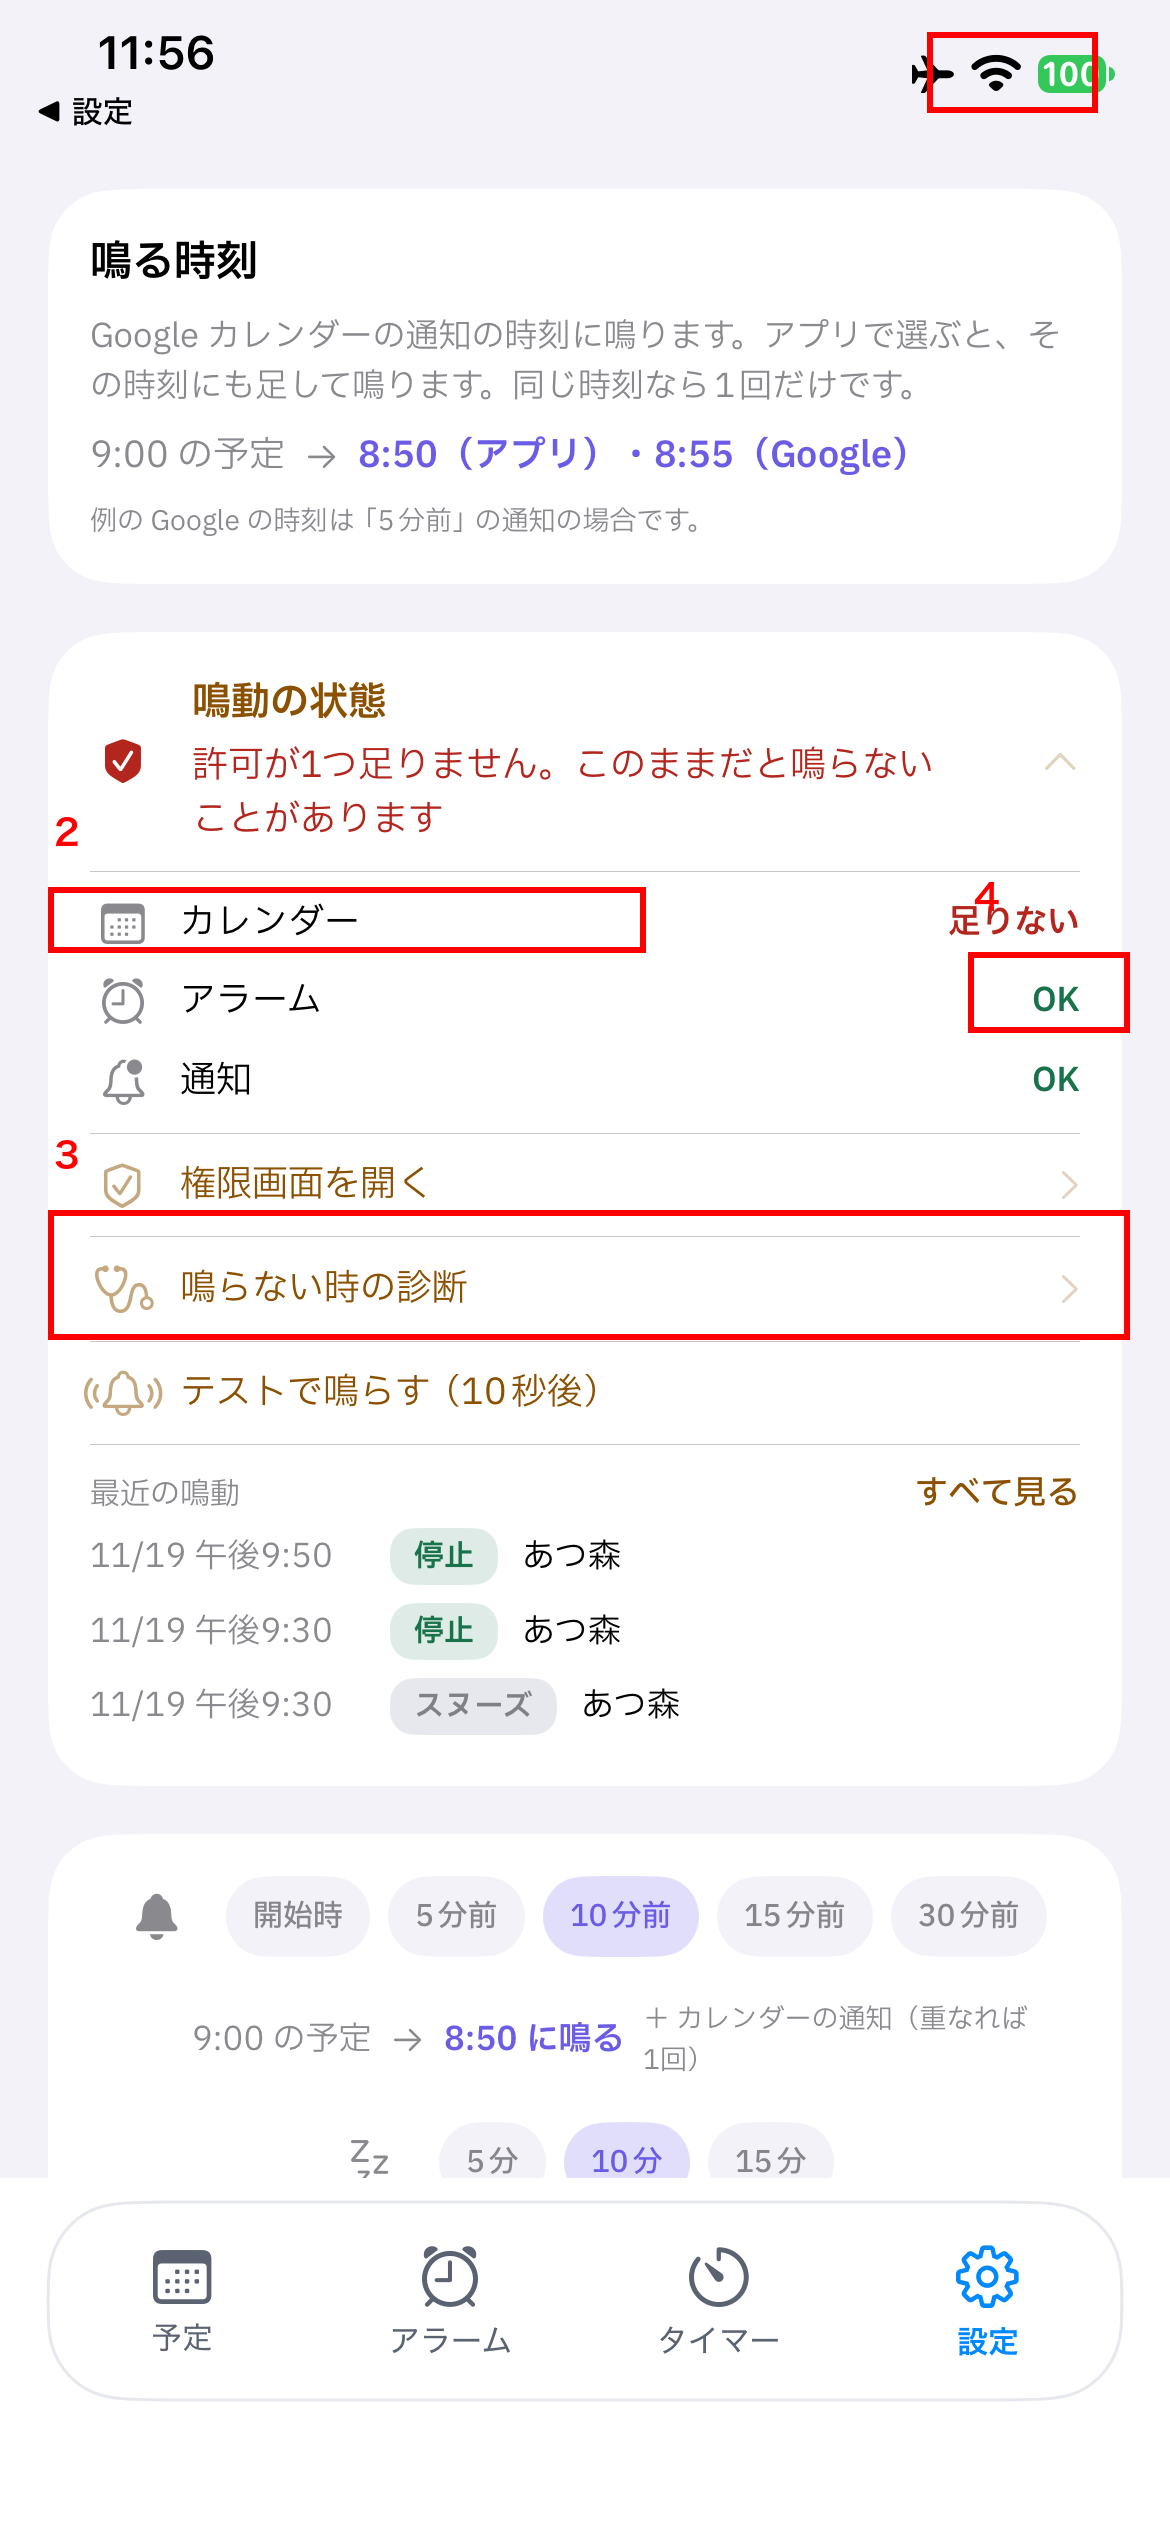 11:56
100
◀ 設定
鳴る時刻
Google カレンダーの通知の時刻に鳴ります。アプリで選ぶと、そ
の時刻にも足して鳴ります。同じ時刻なら1回だけです。
9:00 の予定 → 8:50（アプリ）・8:55（Google）
例の Google の時刻は「5分前」の通知の場合です。
鳴動の状態
許可が1つ足りません。このままだと鳴らない
ことがあります
2
カレンダー 足りない
4
アラーム OK
通知 OK
3
権限画面を開く
鳴らない時の診断
テストで鳴らす（10秒後）
最近の鳴動 すべて見る
11/19 午後9:50 停止 あつ森
11/19 午後9:30 停止 あつ森
11/19 午後9:30 スヌーズ あつ森
開始時 5分前 10分前 15分前 30分前
9:00 の予定 → 8:50 に鳴る ＋ カレンダーの通知（重なれば
1回）
5分 10分 15分
予定 アラーム タイマー 設定